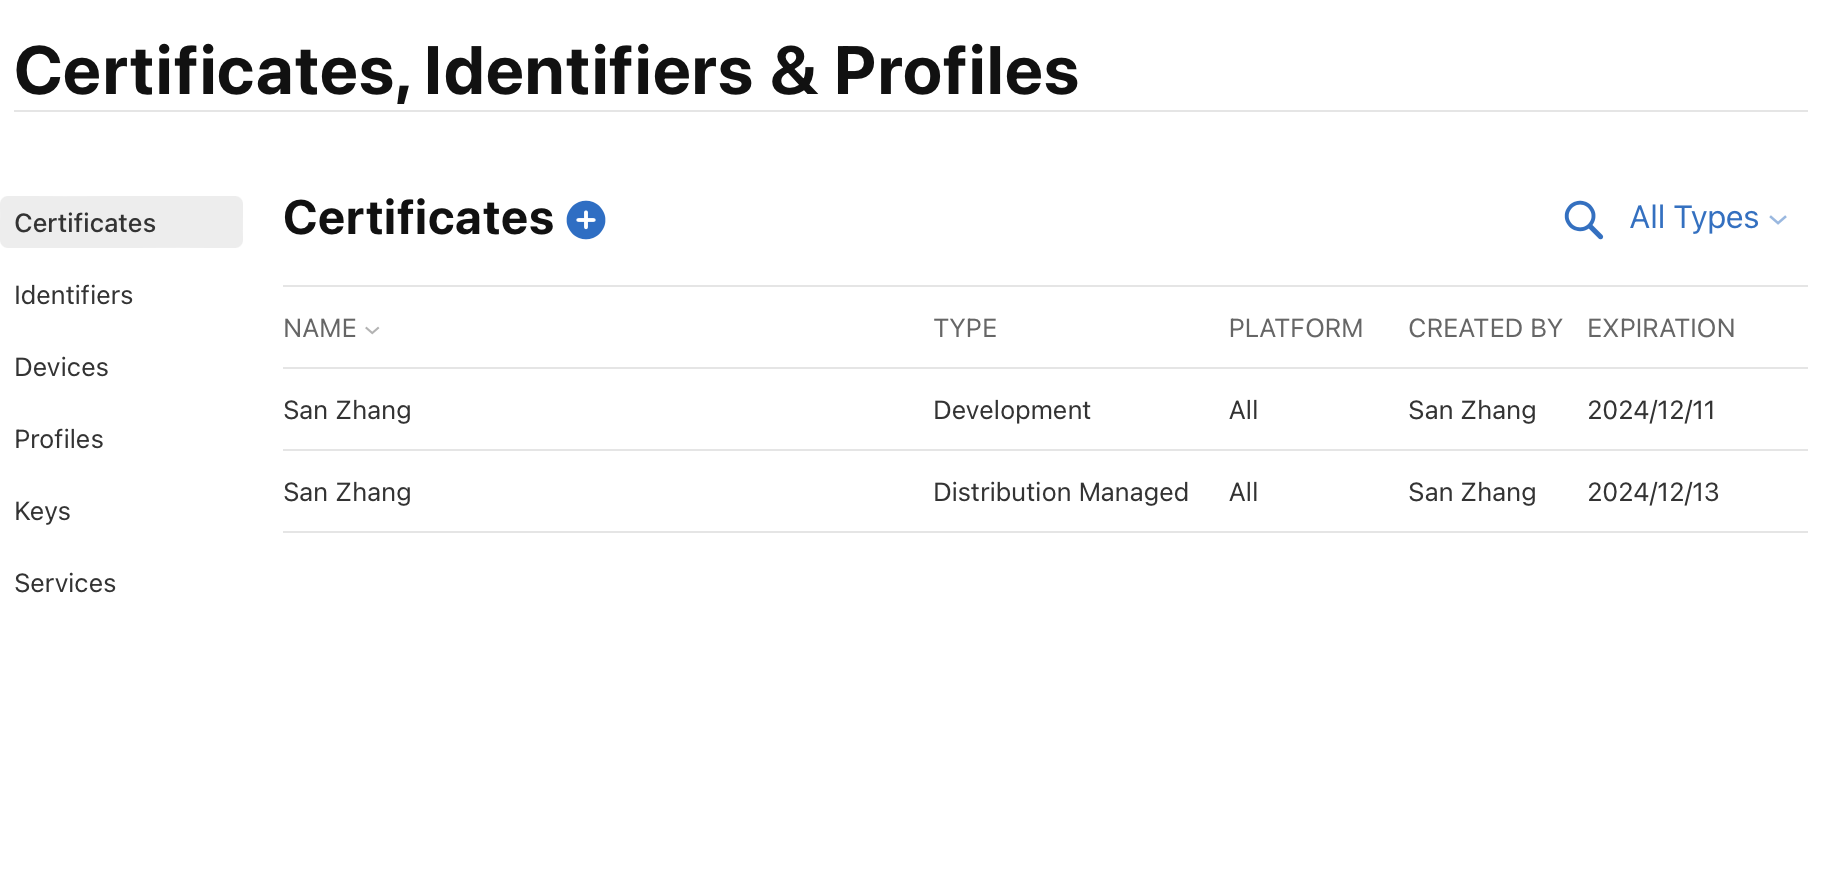 Certificates, Identifiers & Profiles
Certificates
Identifiers
Devices
Profiles
Keys
Services
Certificates
All Types
NAME TYPE PLATFORM CREATED BY EXPIRATION
San Zhang Development All San Zhang 2024/12/11
San Zhang Distribution Managed All San Zhang 2024/12/13